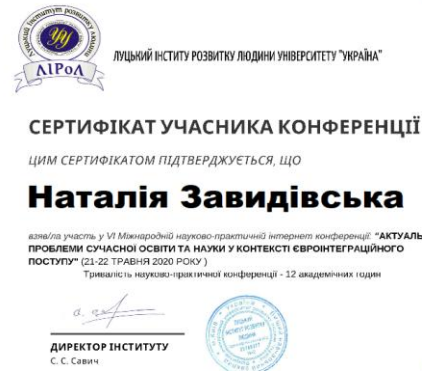 ЛІРоЛ
ЛУЦЬКИЙ ІНСТИТУ РОЗВИТКУ ЛЮДИНИ УНІВЕРСИТЕТУ "УКРАЇНА"
СЕРТИФІКАТ УЧАСНИКА КОНФЕРЕНЦІЇ
ЦИМ СЕРТИФІКАТОМ ПІДТВЕРДЖУЄТЬСЯ, ЩО
Наталія Завидівська
взяв/ла участь у VI Міжнародній науково-практичній інтернет конференції: "АКТУАЛЬ
ПРОБЛЕМИ СУЧАСНОЇ ОСВІТИ ТА НАУКИ У КОНТЕКСТІ ЄВРОІНТЕГРАЦІЙНОГО
ПОСТУПУ" (21-22 ТРАВНЯ 2020 РОКУ )
Тривалість науково-практичної конференції - 12 академічних годин
ДИРЕКТОР ІНСТИТУТУ
С. С. Савич